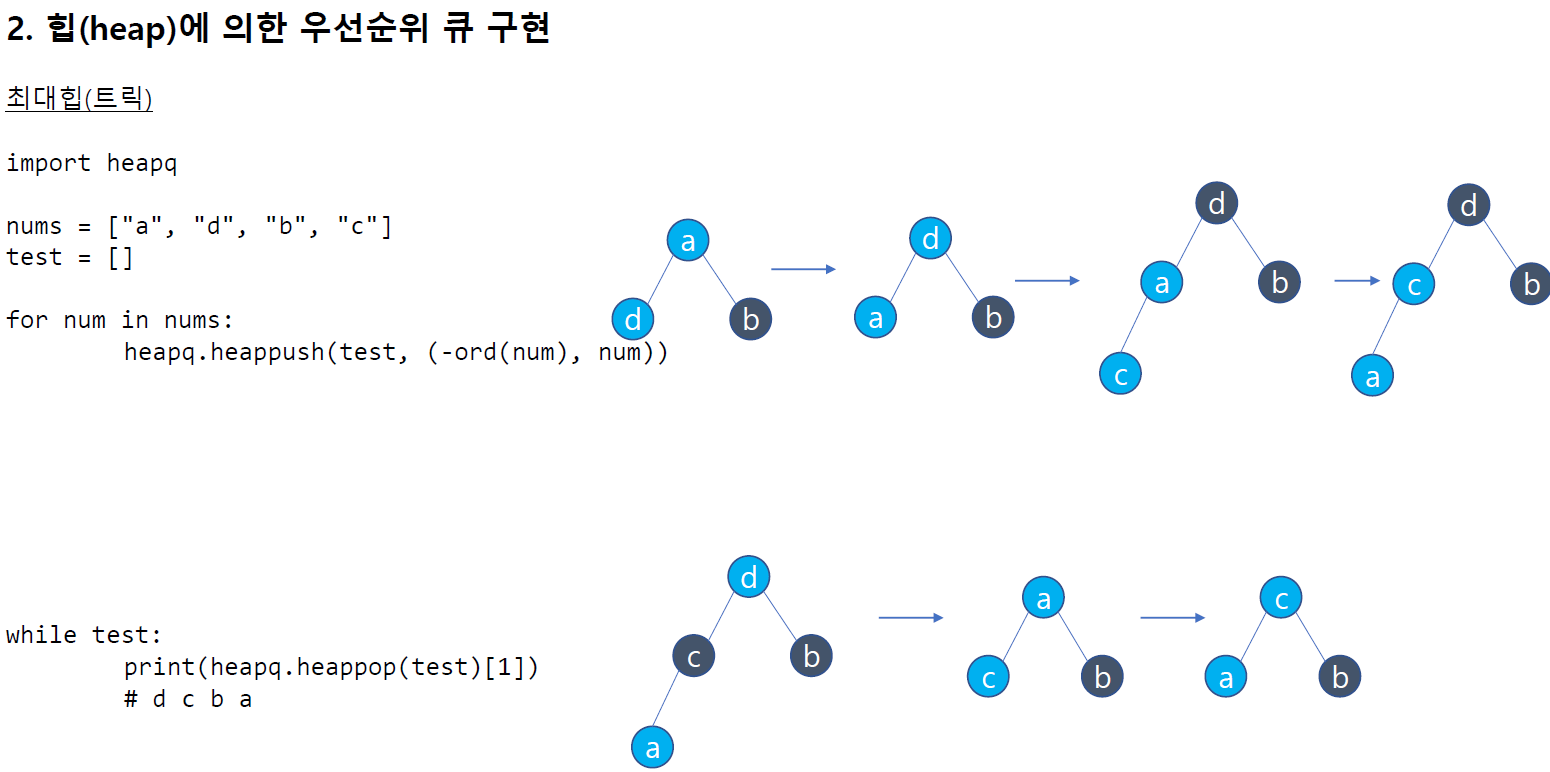 2. 힙(heap)에 의한 우선순위 큐 구현
최대힙(트릭)
import heapq
nums = ["a", "d", "b", "c"]
test = []
for num in nums:
heapq.heappush(test, (-ord(num), num))
a
d b
d
a b
d
a b
c
d
c b
a
while test:
print(heapq.heappop(test)[1])
# d c b a
d
c b
a
a
c b
c
a b